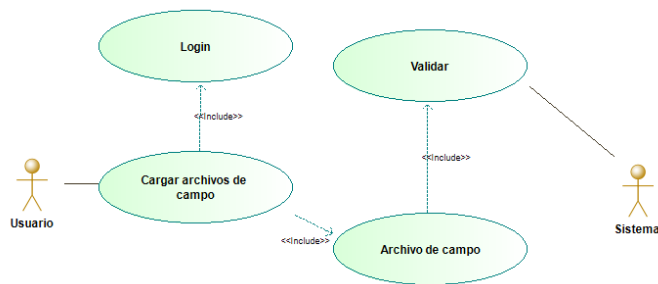 Login
Validar
<<Include>>
<<Include>>
Cargar archivos de
campo
Usuario
Sistema
<<Include>>
Archivo de campo